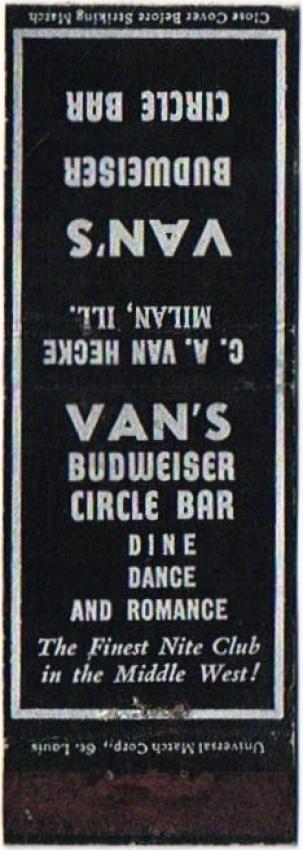 Close Cover Before Striking Match
CIRCLE BAR
BUDWEISER
VAN'S
MILAN, ILL.
C. A. VAN HECKE
VAN'S
BUDWEISER
CIRCLE BAR
DINE
DANCE
AND ROMANCE
The Finest Nite Club
in the Middle West!
Universal Match Corp., St. Louis